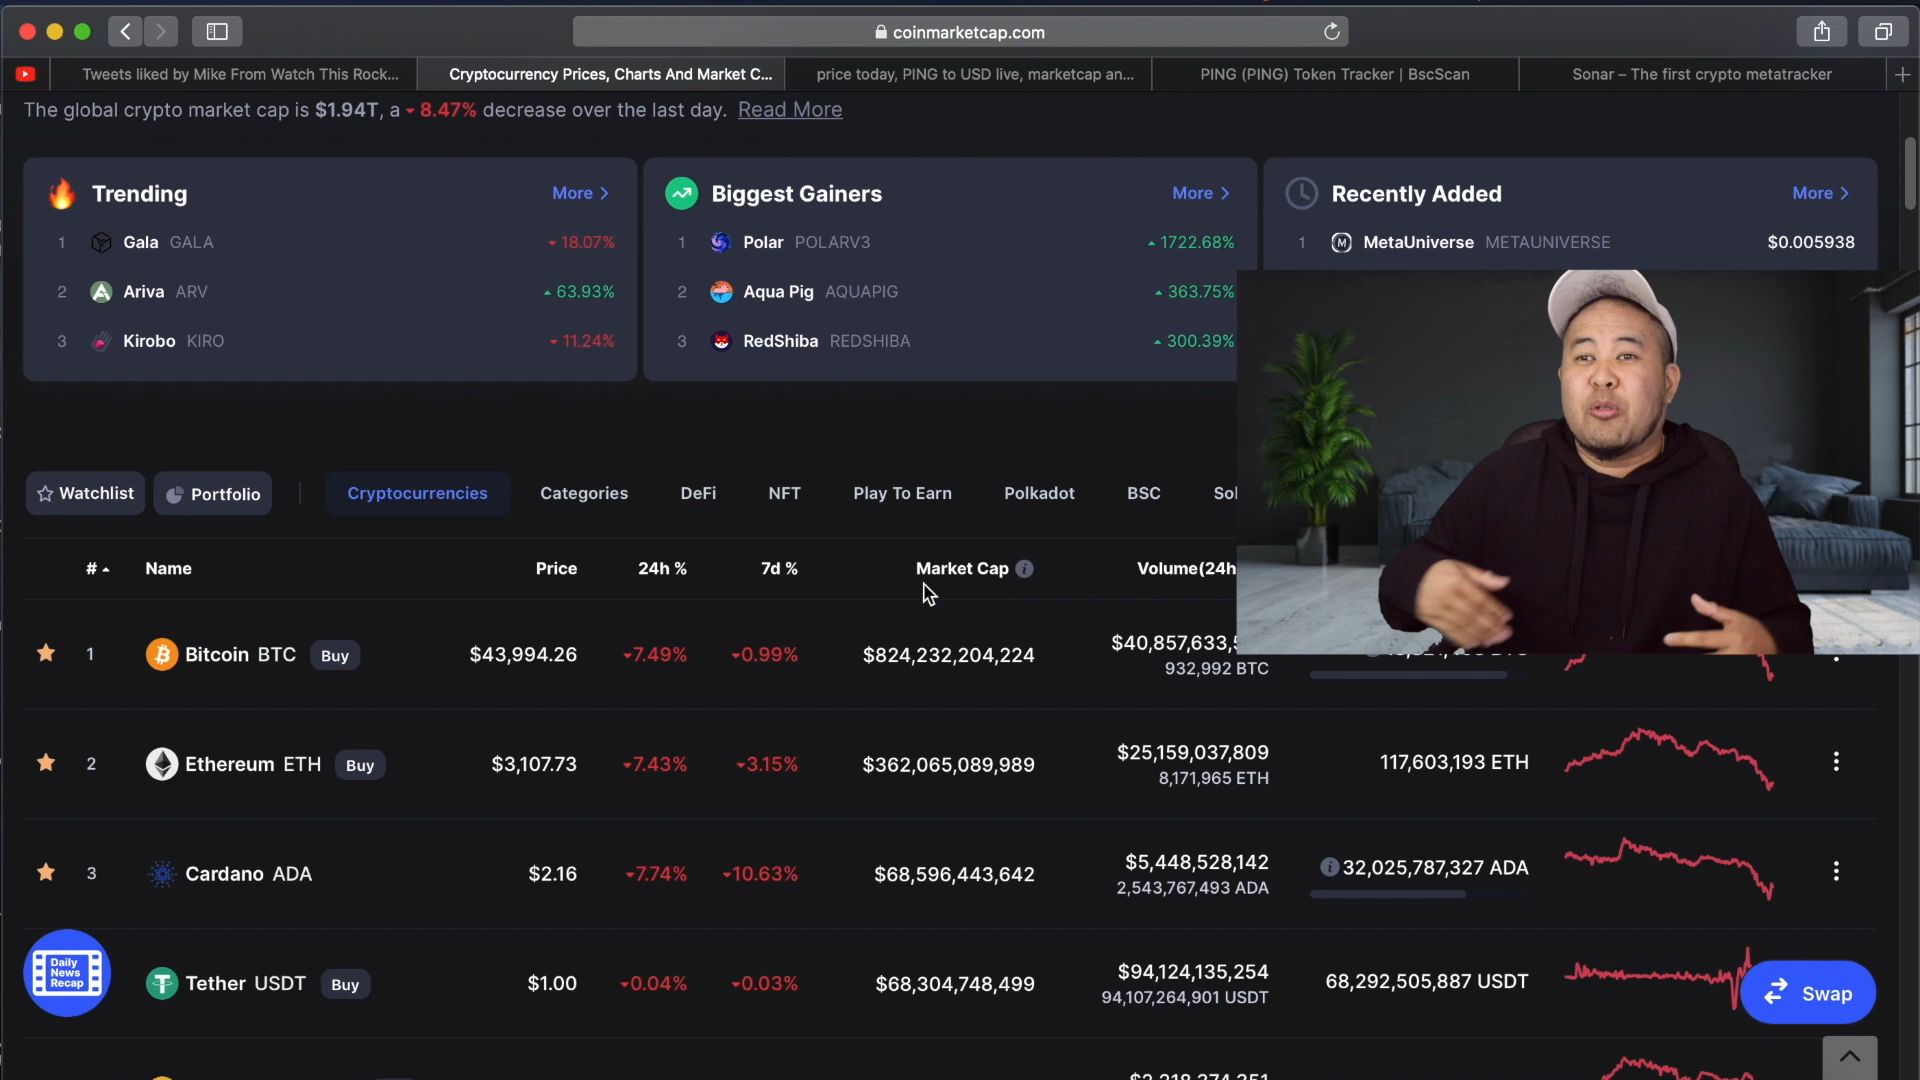 coinmarketcap.com
Tweets liked by Mike From Watch This Rock...
Cryptocurrency Prices, Charts And Market C...
price today, PING to USD live, marketcap an...
PING (PING) Token Tracker | BscScan
Sonar – The first crypto metatracker
The global crypto market cap is $1.94T, a 8.47% decrease over the last day. Read More
Trending
More
1 Gala GALA 18.07%
2 Ariva ARV 63.93%
3 Kirobo KIRO 11.24%
Biggest Gainers
More
1 Polar POLARV3 1722.68%
2 Aqua Pig AQUAPIG 363.75%
3 RedShiba REDSHIBA 300.39%
Recently Added
More
1 MetaUniverse METAUNIVERSE $0.005938
Watchlist Portfolio Cryptocurrencies Categories DeFi NFT Play To Earn Polkadot BSC Sol
# Name Price 24h % 7d % Market Cap Volume(24h
1 Bitcoin BTC Buy $43,994.26 7.49% 0.99% $824,232,204,224 $40,857,633,
932,992 BTC
2 Ethereum ETH Buy $3,107.73 7.43% 3.15% $362,065,089,989 $25,159,037,809 117,603,193 ETH
8,171,965 ETH
3 Cardano ADA $2.16 7.74% 10.63% $68,596,443,642 $5,448,528,142 32,025,787,327 ADA
2,543,767,493 ADA
Tether USDT Buy $1.00 0.04% 0.03% $68,304,748,499 $94,124,135,254 68,292,505,887 USDT
94,107,264,901 USDT
Daily
News
Recap
Swap